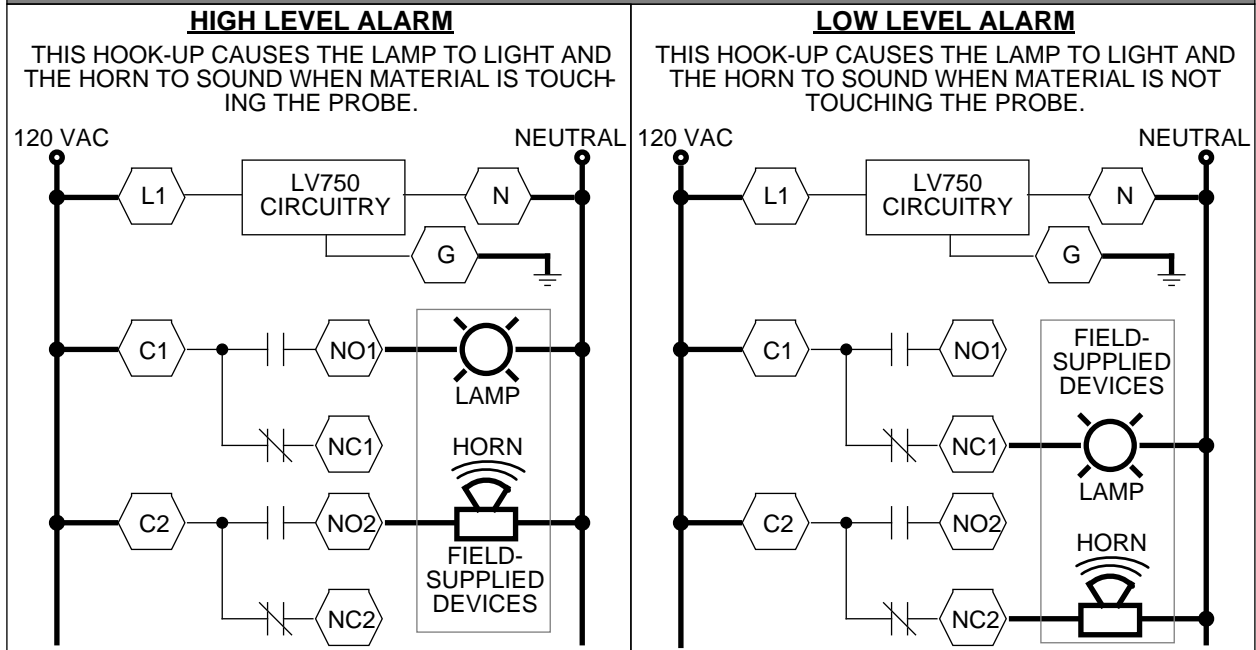 HIGH LEVEL ALARM
THIS HOOK-UP CAUSES THE LAMP TO LIGHT AND
THE HORN TO SOUND WHEN MATERIAL IS TOUCH-
ING THE PROBE.
120 VAC
NEUTRAL
L1
LV750
CIRCUITRY
N
G
C1
NO1
LAMP
NC1
HORN
C2
NO2
FIELD-
SUPPLIED
DEVICES
NC2
LOW LEVEL ALARM
THIS HOOK-UP CAUSES THE LAMP TO LIGHT AND
THE HORN TO SOUND WHEN MATERIAL IS NOT
TOUCHING THE PROBE.
120 VAC
NEUTRAL
L1
LV750
CIRCUITRY
N
G
C1
NO1
FIELD-
SUPPLIED
DEVICES
NC1
LAMP
C2
NO2
HORN
NC2